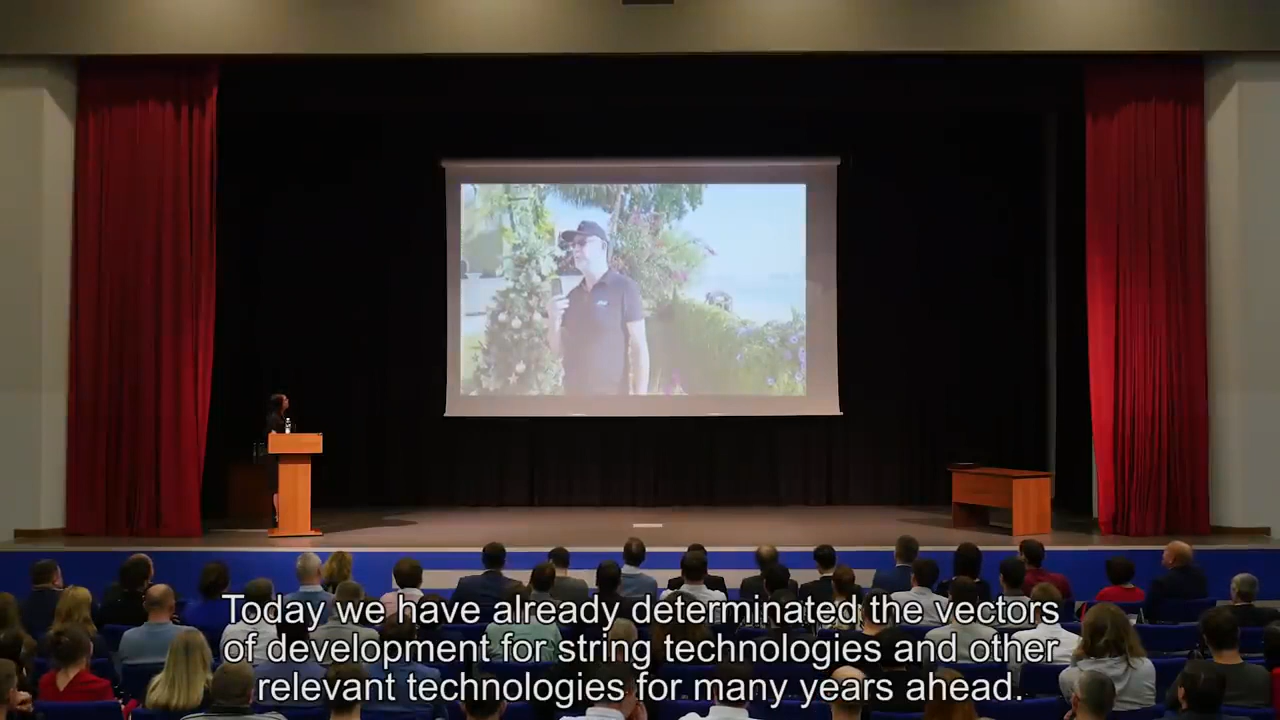 Today we have already determinated the vectors
of development for string technologies and other
relevant technologies for many years ahead.